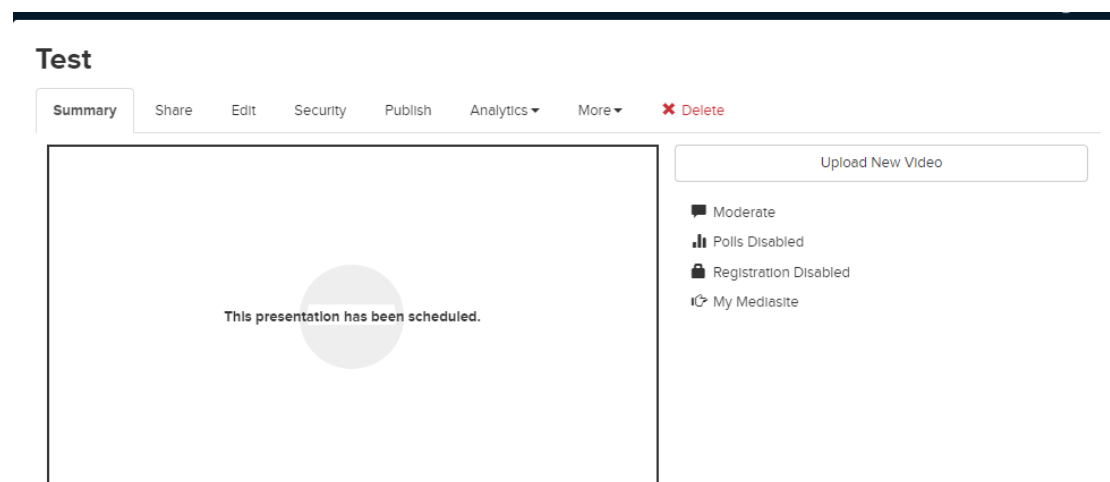 Test
Summary Share Edit Security Publish Analytics More Delete
Upload New Video
Moderate
Polls Disabled
Registration Disabled
My Mediasite
This presentation has been scheduled.